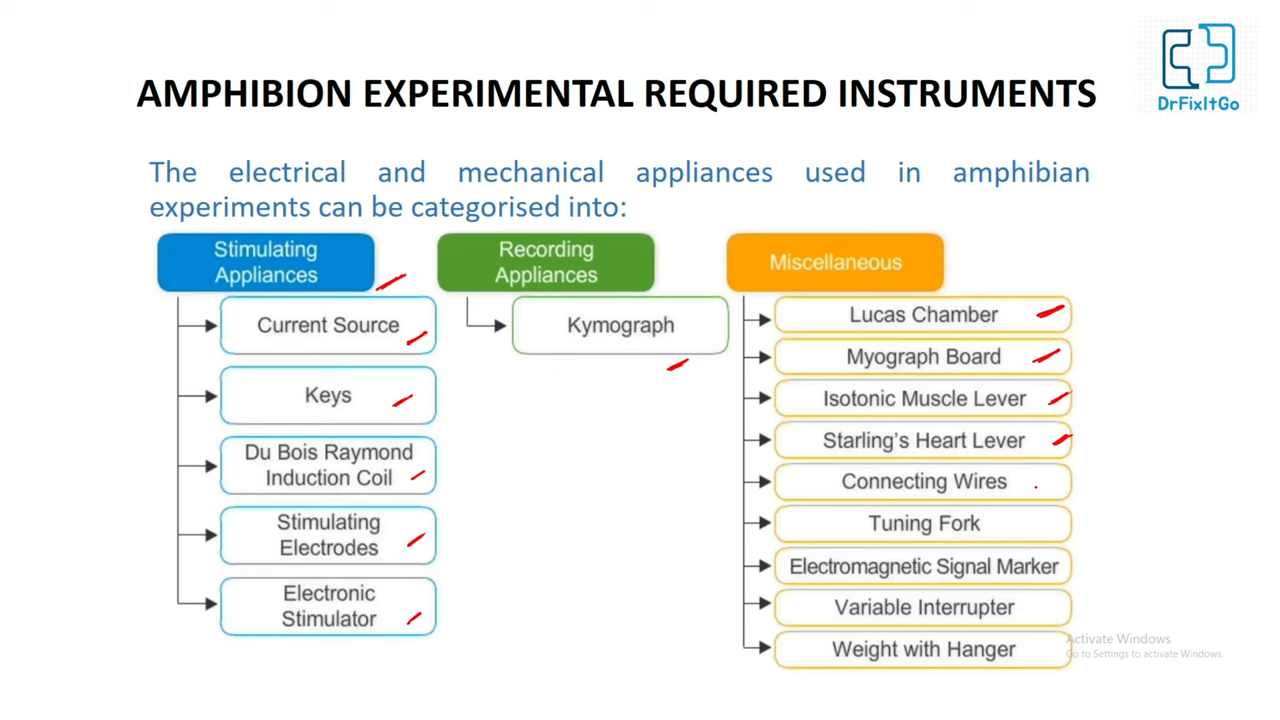 DrFixItGo
AMPHIBION EXPERIMENTAL REQUIRED INSTRUMENTS
The electrical and mechanical appliances used in amphibian
experiments can be categorised into:
Stimulating
Appliances
Current Source
Keys
Du Bois Raymond
Induction Coil
Stimulating
Electrodes
Electronic
Stimulator
Recording
Appliances
Kymograph
Miscellaneous
Lucas Chamber
Myograph Board
Isotonic Muscle Lever
Starling's Heart Lever
Connecting Wires
Tuning Fork
Electromagnetic Signal Marker
Variable Interrupter
Weight with Hanger
Activate Windows
Go to Settings to activate Windows.